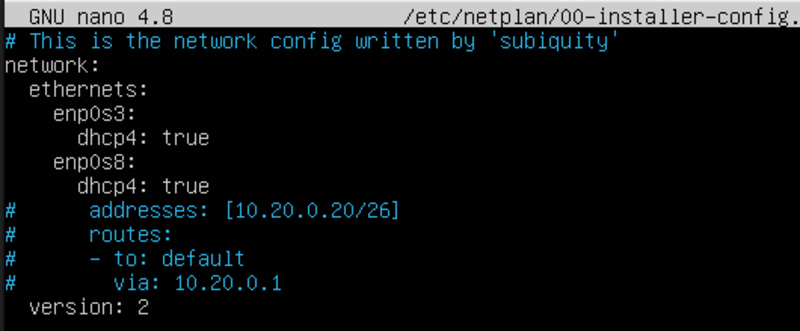 GNU nano 4.8 /etc/netplan/00-installer-config.
# This is the network config written by 'subiquity'
network:
  ethernets:
    enp0s3:
      dhcp4: true
    enp0s8:
      dhcp4: true
#      addresses: [10.20.0.20/26]
#      routes:
#      - to: default
#        via: 10.20.0.1
  version: 2